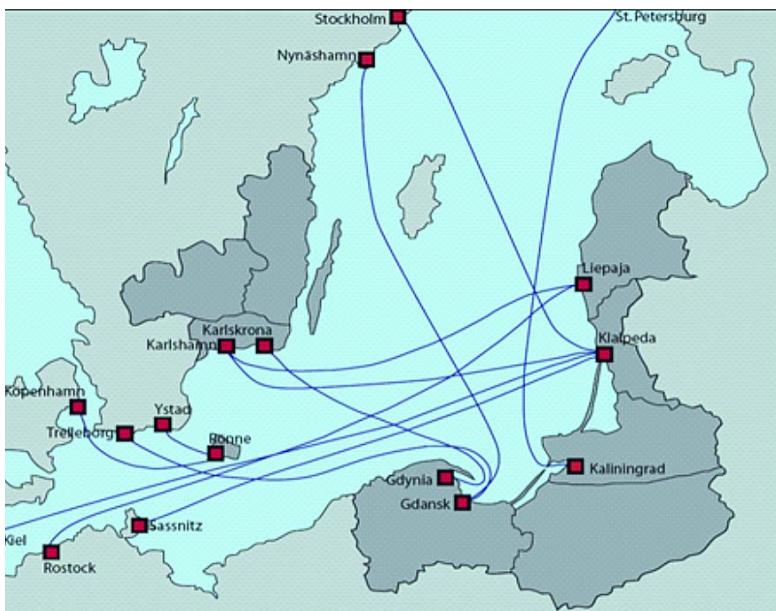 Stockholm
St. Petersburg
Nynäshamn
Liepaja
Karlskrona
Karlshamn
Klaipeda
Kopenhamn
Ystad
Trelleborg
Ronne
Kaliningrad
Gdynia
Gdansk
Sassnitz
Kiel
Rostock